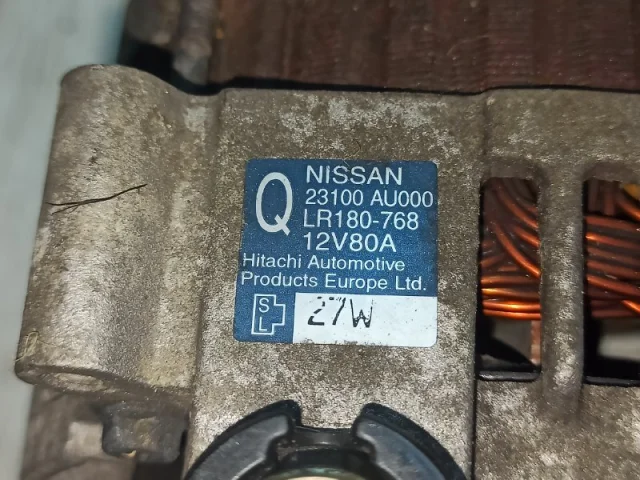 Q
NISSAN
23100 AU000
LR180-768
12V80A
Hitachi Automotive
Products Europe Ltd.
S
L
27W